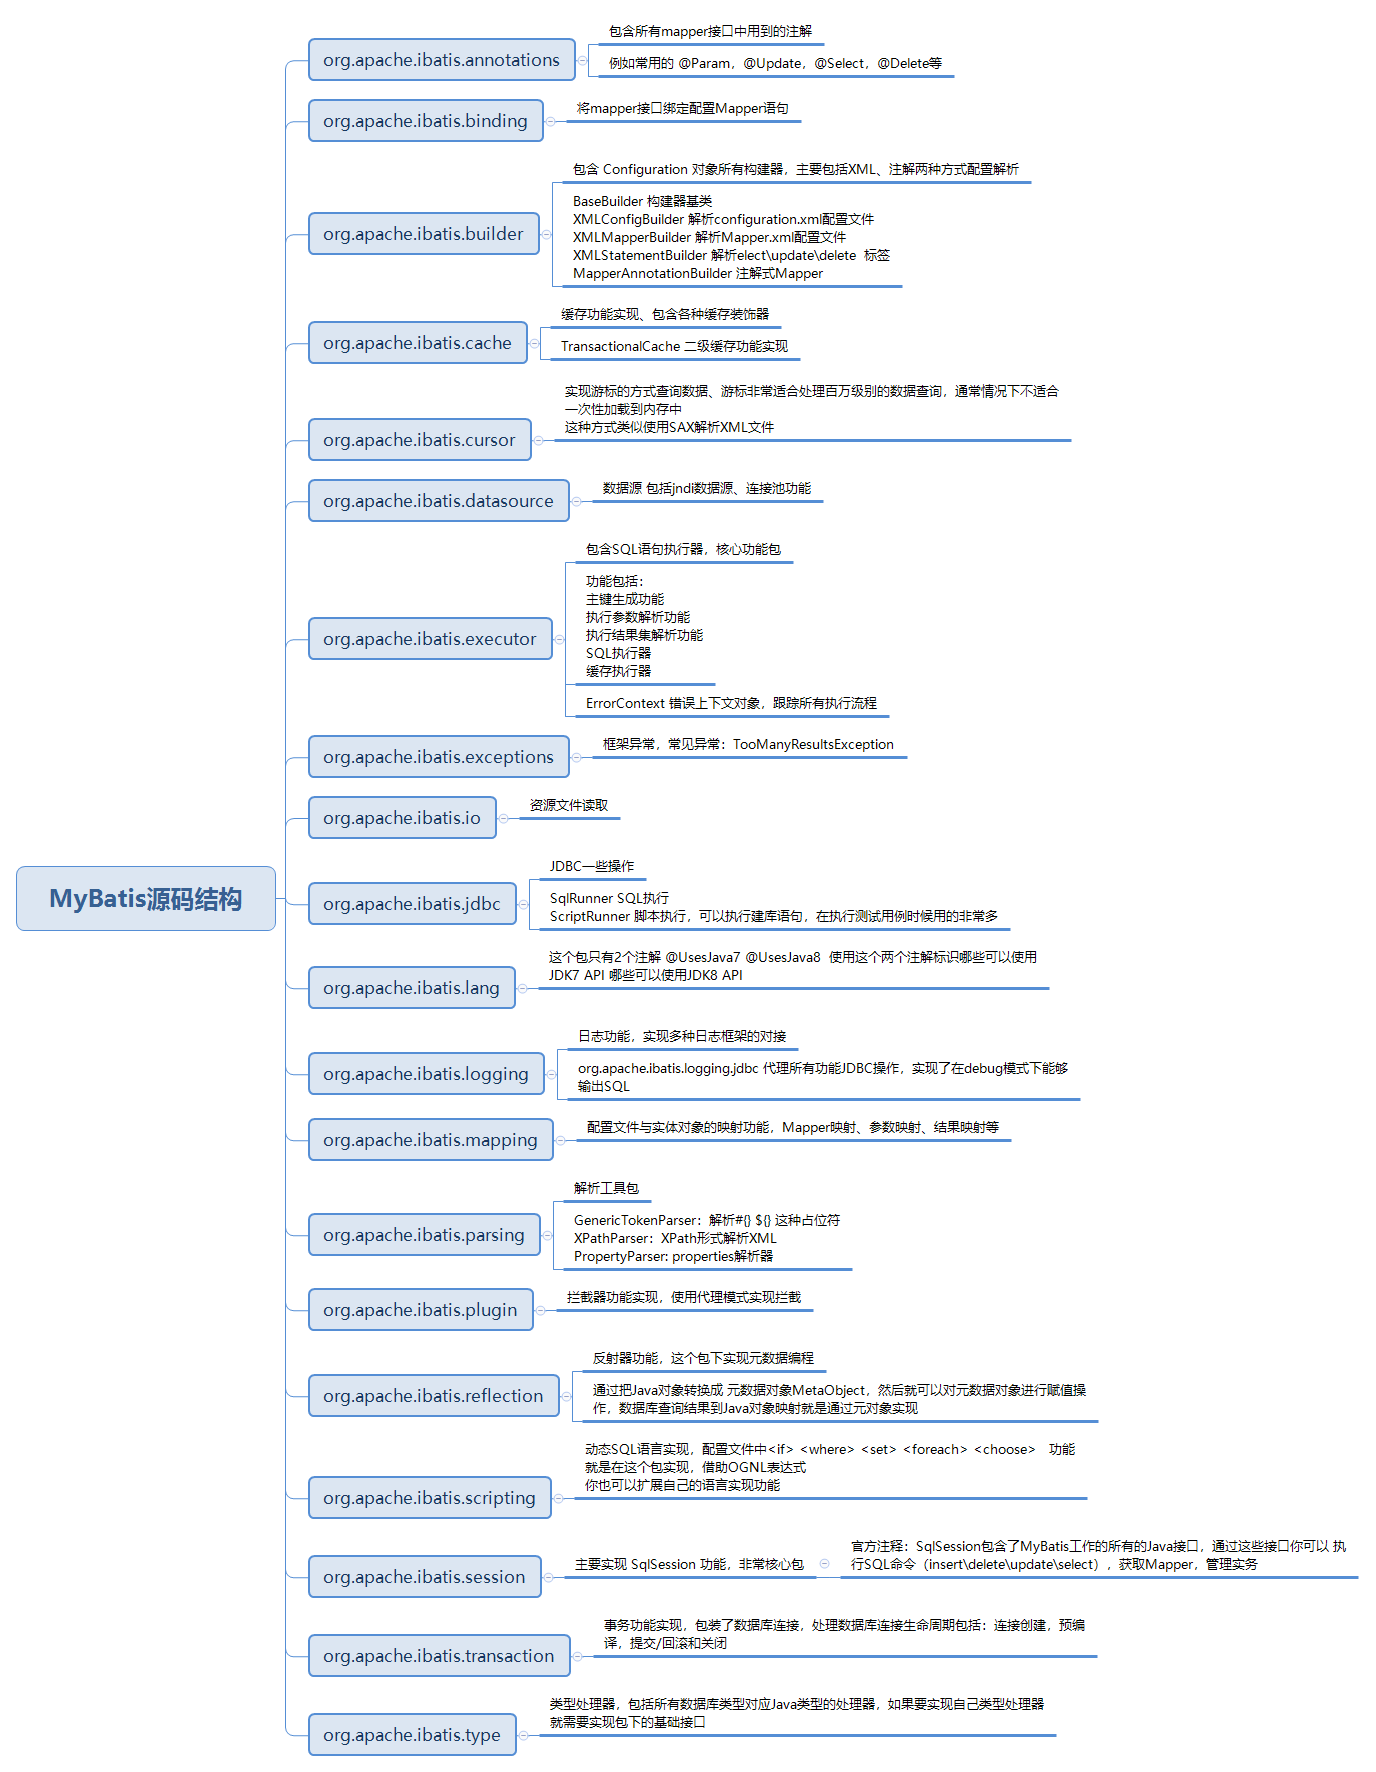 MyBatis源码结构
org.apache.ibatis.annotations
包含所有mapper接口中用到的注解
例如常用的 @Param，@Update，@Select，@Delete等
org.apache.ibatis.binding
将mapper接口绑定配置Mapper语句
org.apache.ibatis.builder
包含 Configuration 对象所有构建器，主要包括XML、注解两种方式配置解析
BaseBuilder 构建器基类
XMLConfigBuilder 解析configuration.xml配置文件
XMLMapperBuilder 解析Mapper.xml配置文件
XMLStatementBuilder 解析elect\update\delete  标签
MapperAnnotationBuilder 注解式Mapper
org.apache.ibatis.cache
缓存功能实现、包含各种缓存装饰器
TransactionalCache 二级缓存功能实现
org.apache.ibatis.cursor
实现游标的方式查询数据、游标非常适合处理百万级别的数据查询，通常情况下不适合
一次性加载到内存中
这种方式类似使用SAX解析XML文件
org.apache.ibatis.datasource
数据源 包括jndi数据源、连接池功能
org.apache.ibatis.executor
包含SQL语句执行器，核心功能包
功能包括：
主键生成功能
执行参数解析功能
执行结果集解析功能
SQL执行器
缓存执行器
ErrorContext 错误上下文对象，跟踪所有执行流程
org.apache.ibatis.exceptions
框架异常，常见异常：TooManyResultsException
org.apache.ibatis.io
资源文件读取
org.apache.ibatis.jdbc
JDBC一些操作
SqlRunner SQL执行
ScriptRunner 脚本执行，可以执行建库语句，在执行测试用例时候用的非常多
org.apache.ibatis.lang
这个包只有2个注解 @UsesJava7 @UsesJava8  使用这个两个注解标识哪些可以使用
JDK7 API 哪些可以使用JDK8 API
org.apache.ibatis.logging
日志功能，实现多种日志框架的对接
org.apache.ibatis.logging.jdbc 代理所有功能JDBC操作，实现了在debug模式下能够
输出SQL
org.apache.ibatis.mapping
配置文件与实体对象的映射功能，Mapper映射、参数映射、结果映射等
org.apache.ibatis.parsing
解析工具包
GenericTokenParser：解析#{} ${} 这种占位符
XPathParser：XPath形式解析XML
PropertyParser: properties解析器
org.apache.ibatis.plugin
拦截器功能实现，使用代理模式实现拦截
org.apache.ibatis.reflection
反射器功能，这个包下实现元数据编程
通过把Java对象转换成 元数据对象MetaObject，然后就可以对元数据对象进行赋值操
作，数据库查询结果到Java对象映射就是通过元对象实现
org.apache.ibatis.scripting
动态SQL语言实现，配置文件中<if> <where> <set> <foreach> <choose>   功能
就是在这个包实现，借助OGNL表达式
你也可以扩展自己的语言实现功能
org.apache.ibatis.session
主要实现 SqlSession 功能，非常核心包
官方注释：SqlSession包含了MyBatis工作的所有的Java接口，通过这些接口你可以 执
行SQL命令（insert\delete\update\select），获取Mapper，管理实务
org.apache.ibatis.transaction
事务功能实现，包装了数据库连接，处理数据库连接生命周期包括：连接创建，预编
译，提交/回滚和关闭
org.apache.ibatis.type
类型处理器，包括所有数据库类型对应Java类型的处理器，如果要实现自己类型处理器
就需要实现包下的基础接口